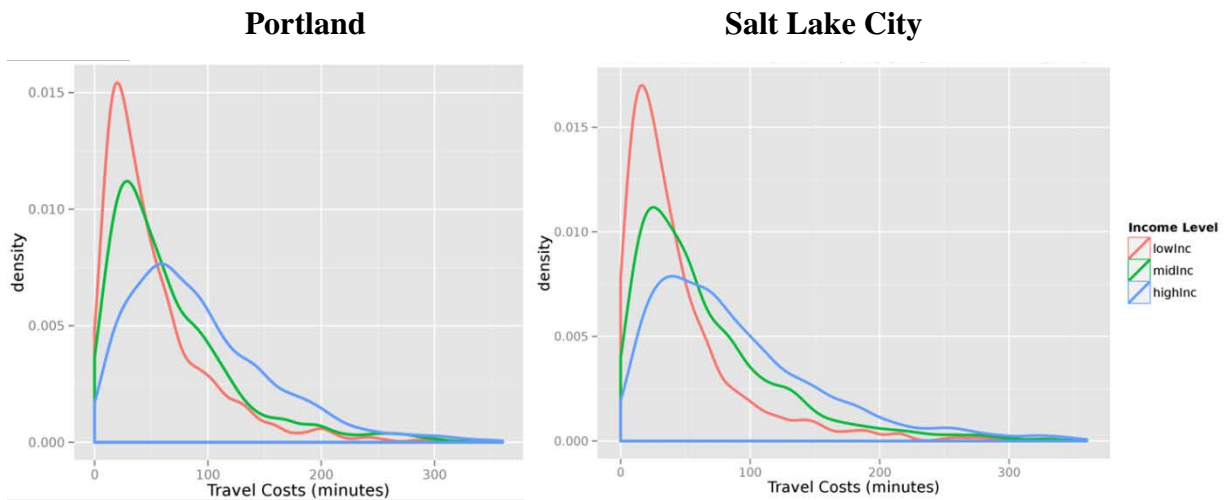 Portland
Salt Lake City
0.015
0.010
0.005
0.000
density
0
100
200
300
Travel Costs (minutes)
0.015
0.010
0.005
0.000
density
0
100
200
300
Travel Costs (minutes)
Income Level
lowInc
midInc
highInc